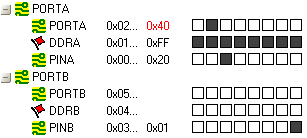 PORTA
PORTA 0x02... 0x40
DDRA 0x01... 0xFF
PINA 0x00... 0x20
PORTB
PORTB 0x05...
DDRB 0x04...
PINB 0x03... 0x01